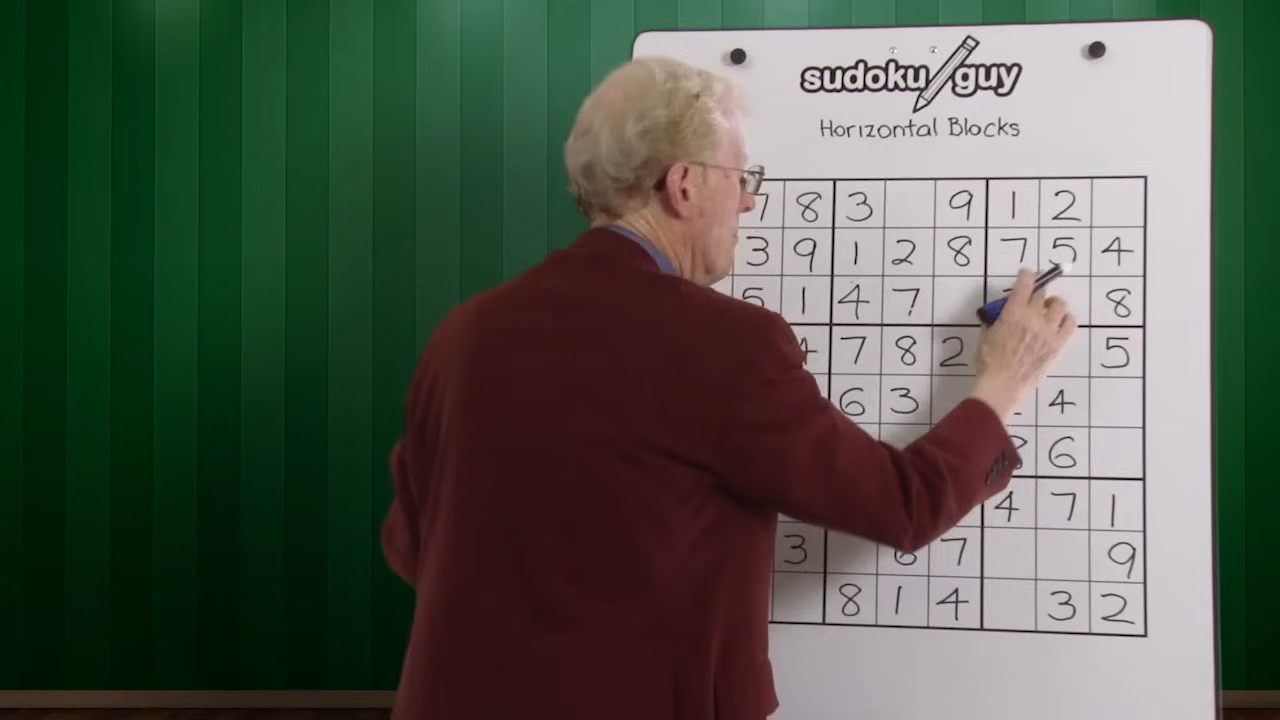 sudoku guy
Horizontal Blocks
7 8 3 9 1 2
3 9 1 2 8 7 5 4
5 1 4 7 8
7 8 2 5
6 3 4
6
4 7 1
3 6 7 9
8 1 4 3 2